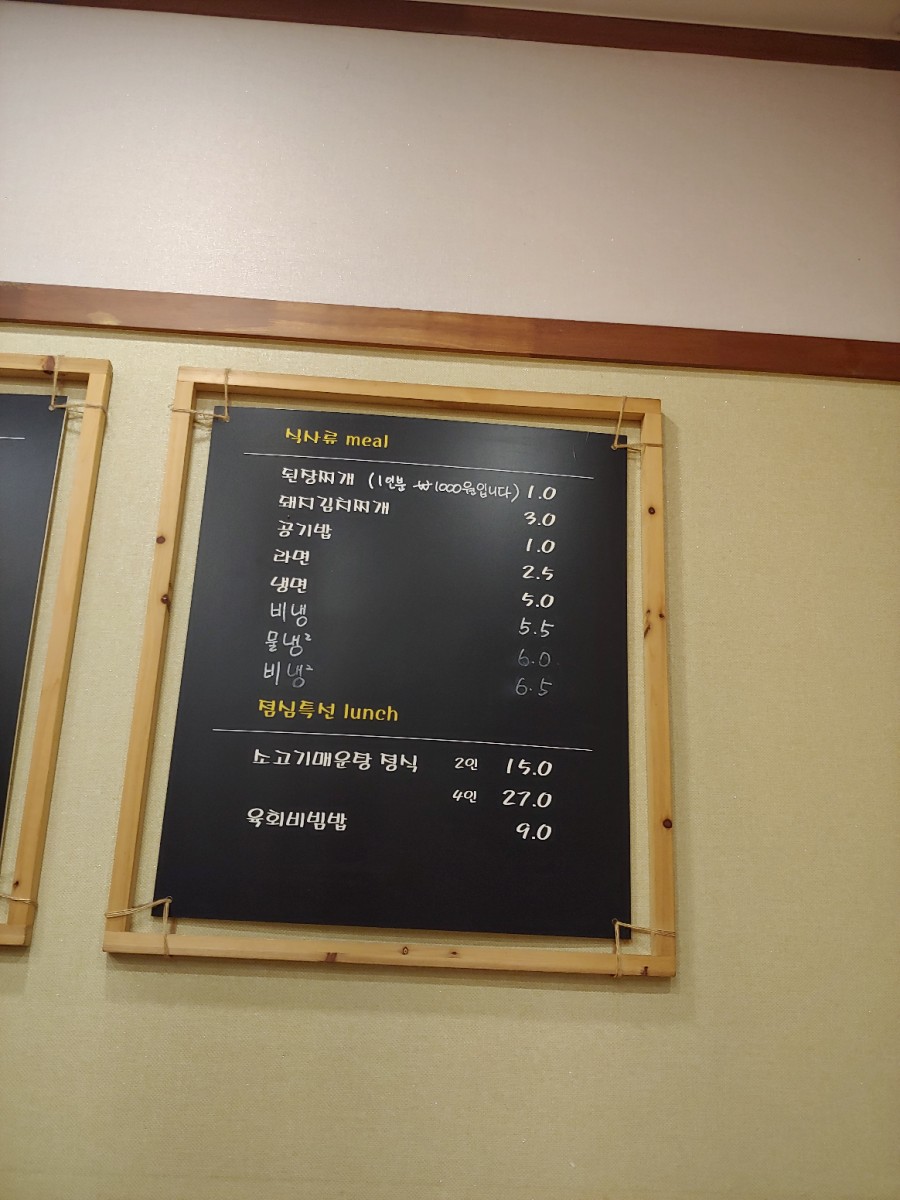 식사류 meal
된장찌개 (1인분 ₩1000원입니다) 1.0
돼지김치찌개 3.0
공기밥 1.0
라면 2.5
냉면 5.0
비냉 5.5
물냉² 6.0
비냉² 6.5
점심특선 lunch
소고기매운탕 정식 2인 15.0
4인 27.0
육회비빔밥 9.0